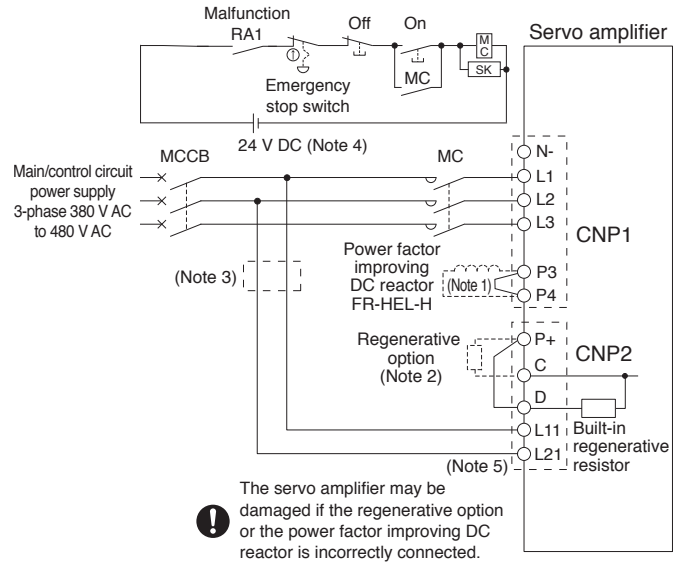 Malfunction
RA1
Off
On
MC
SK
MC
Emergency
stop switch
24 V DC (Note 4)
Servo amplifier
MCCB
MC
Main/control circuit
power supply
3-phase 380 V AC
to 480 V AC
N-
L1
L2
L3
CNP1
(Note 3)
Power factor
improving
DC reactor
FR-HEL-H
(Note 1)
P3
P4
Regenerative
option
(Note 2)
P+
C
D
CNP2
L11
L21
Built-in
regenerative
resistor
(Note 5)
The servo amplifier may be
damaged if the regenerative option
or the power factor improving DC
reactor is incorrectly connected.